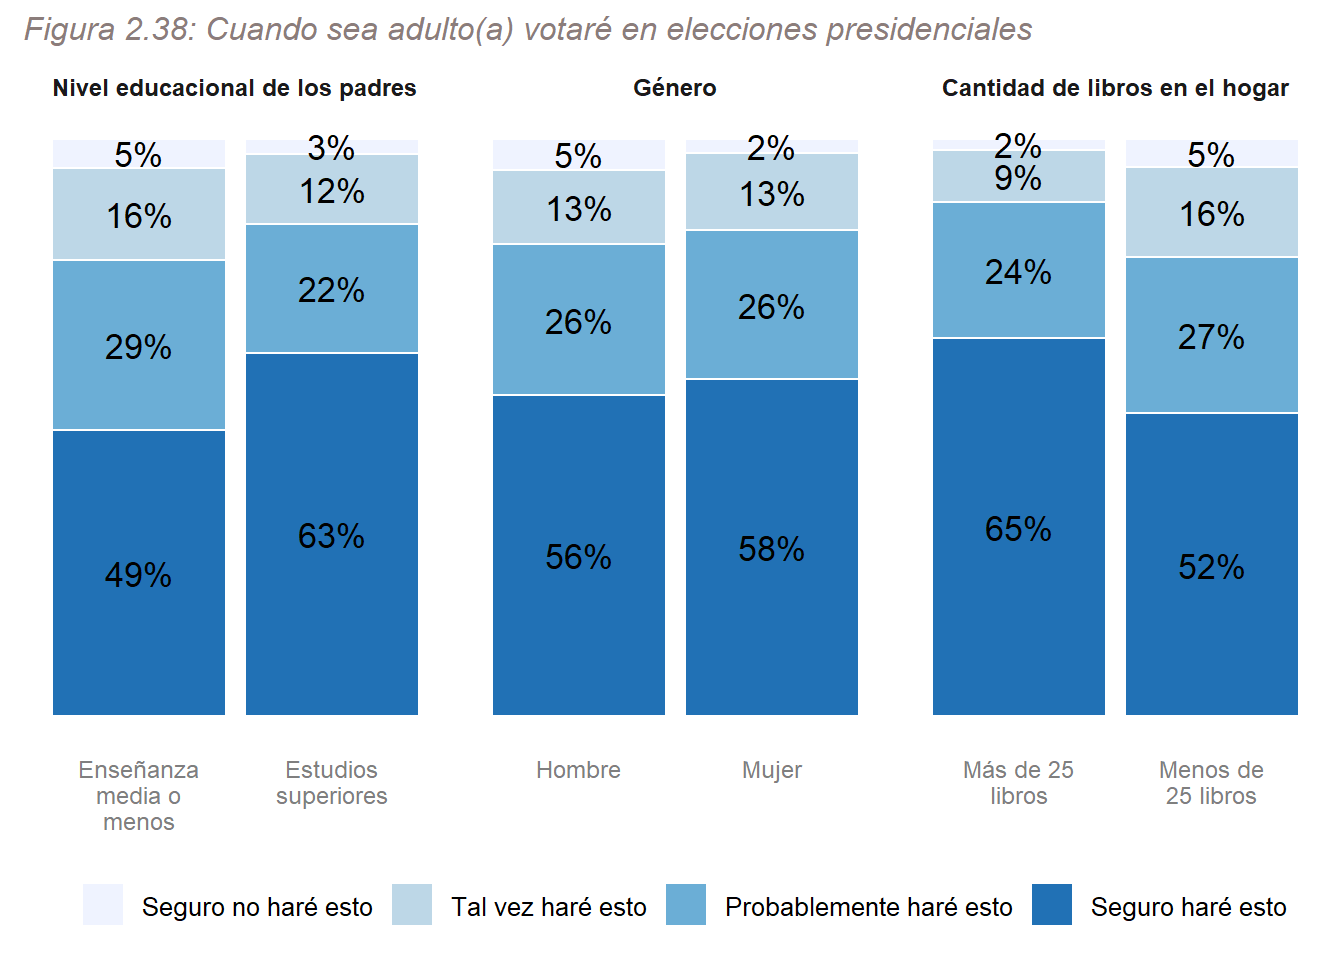 Figura 2.38: Cuando sea adulto(a) votaré en elecciones presidenciales
Nivel educacional de los padres
5%
16%
29%
49%
3%
12%
22%
63%
Enseñanza
media o
menos
Estudios
superiores
Género
5%
13%
26%
56%
2%
13%
26%
58%
Hombre
Mujer
Cantidad de libros en el hogar
2%
9%
24%
65%
5%
16%
27%
52%
Más de 25
libros
Menos de
25 libros
Seguro no haré esto
Tal vez haré esto
Probablemente haré esto
Seguro haré esto